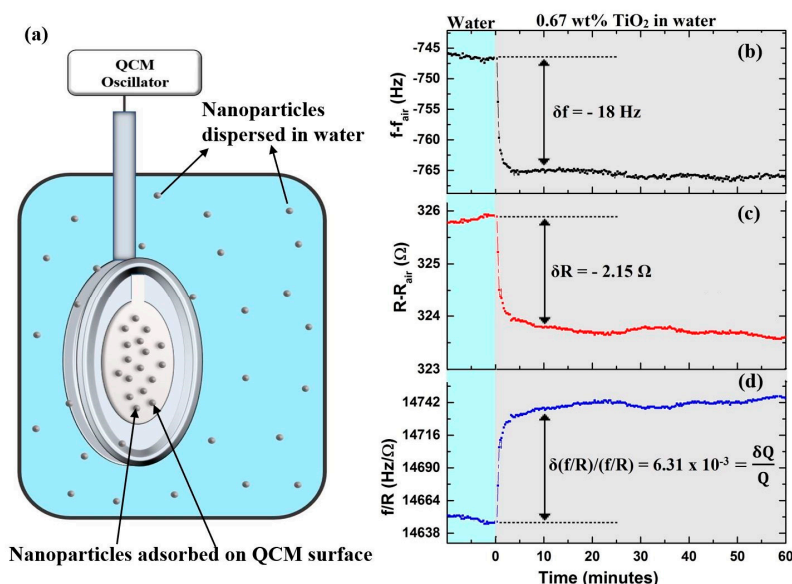 (a)
QCM
Oscillator
Nanoparticles
dispersed in water
Nanoparticles adsorbed on QCM surface
Water
0.67 wt% TiO₂ in water
(b)
-745
-750
-755
-760
-765
f-fₐᵢᵣ (Hz)
δf = - 18 Hz
(c)
326
325
324
323
R-Rₐᵢᵣ (Ω)
δR = - 2.15 Ω
(d)
14742
14716
14690
14664
14638
f/R (Hz/Ω)
δ(f/R)/(f/R) = 6.31 x 10⁻³ = δQ/Q
0 10 20 30 40 50 60
Time (minutes)